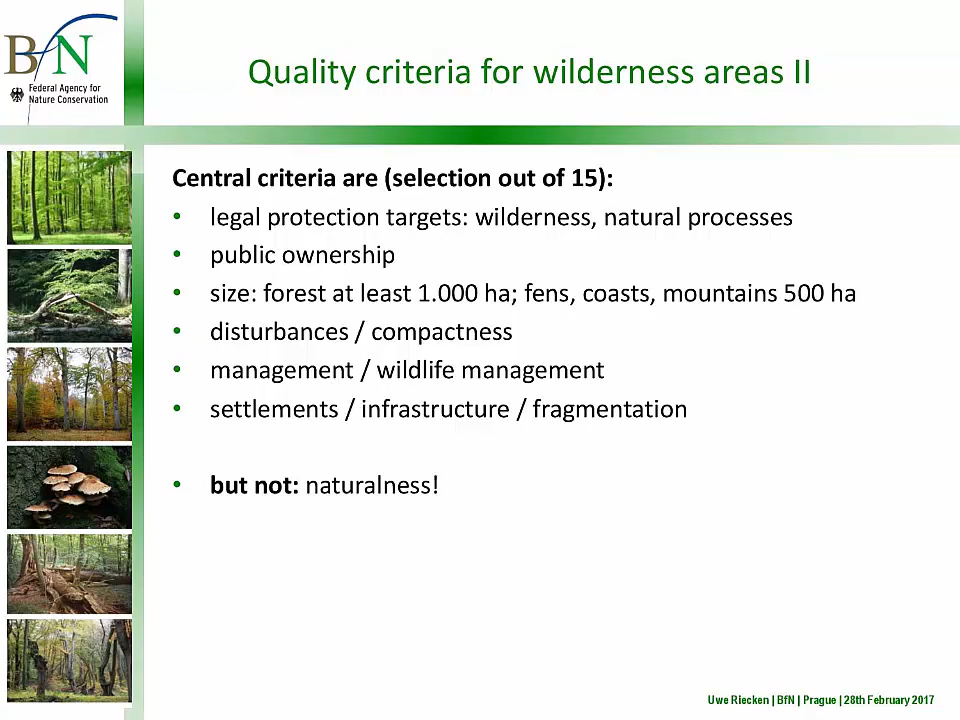 BfN
Federal Agency for
Nature Conservation
Quality criteria for wilderness areas II
Central criteria are (selection out of 15):
• legal protection targets: wilderness, natural processes
• public ownership
• size: forest at least 1.000 ha; fens, coasts, mountains 500 ha
• disturbances / compactness
• management / wildlife management
• settlements / infrastructure / fragmentation
• but not: naturalness!
Uwe Riecken | BfN | Prague | 28th February 2017